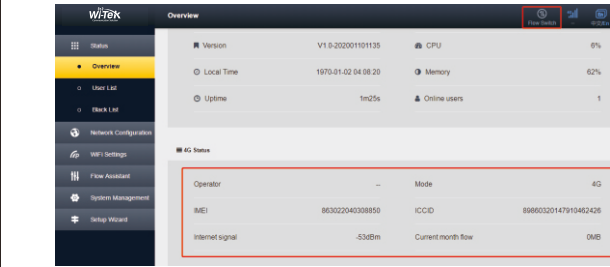 Wi-Tek
Overview
Flow Switch
Status
Overview
User List
Black List
Network Configuration
WIFI Settings
Flow Assistant
System Management
Setup Wizard
Version V1.0-202001101135 CPU 6%
Local Time 1970-01-02 04:08:20 Memory 62%
Uptime 1m25s Online users 1
4G Status
Operator -- Mode 4G
IMEI 863022040308850 ICCID 89860320147910462426
Internet signal -53dBm Current month flow 0MB